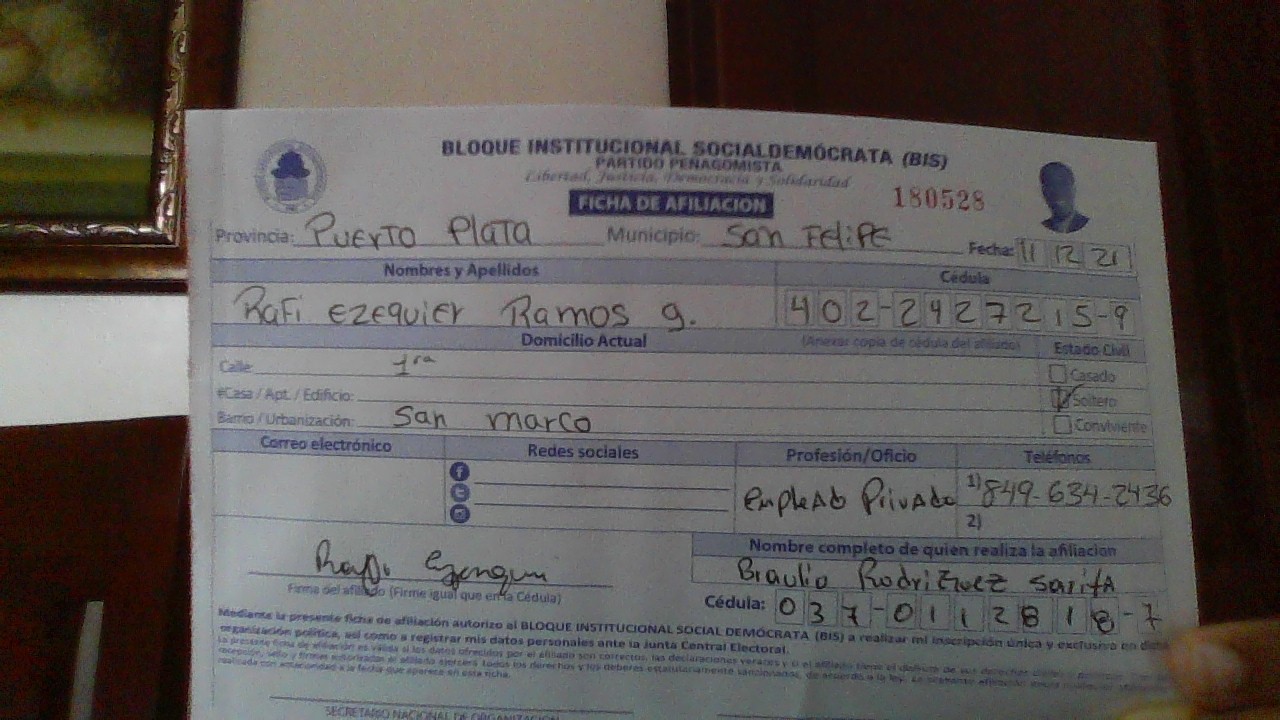 BLOQUE INSTITUCIONAL SOCIALDEMÓCRATA (BIS)
PARTIDO PEÑAGOMISTA
Libertad, Justicia, Democracia y Solidaridad
FICHA DE AFILIACION
180528
Provincia: Puerto Plata Municipio: San Felipe Fecha: 11 12 21
Nombres y Apellidos Cédula
Rafi Ezequier Ramos g. 402-2427215-9
Domicilio Actual (Anexar copia de cédula del afiliado) Estado Civil
Calle: 1ra Casado
#Casa / Apt. / Edificio: Soltero
Barrio / Urbanización: San marco Conviviente
Correo electrónico Redes sociales Profesión/Oficio Teléfonos
EmpleAdo PrivAdo 1) 849-634-2436
2)
Nombre completo de quien realiza la afiliacion
Braulio RodriZuez SaritA
Firma del afiliado (Firme igual que en la Cédula)
Cédula: 037-0112818-7
Mediante la presente ficha de afiliación autorizo al BLOQUE INSTITUCIONAL SOCIAL DEMÓCRATA (BIS) a realizar mi inscripción única y exclusiva en dicha
organización política, así como a registrar mis datos personales ante la Junta Central Electoral.
SECRETARIO NACIONAL DE ORGANIZACIÓN